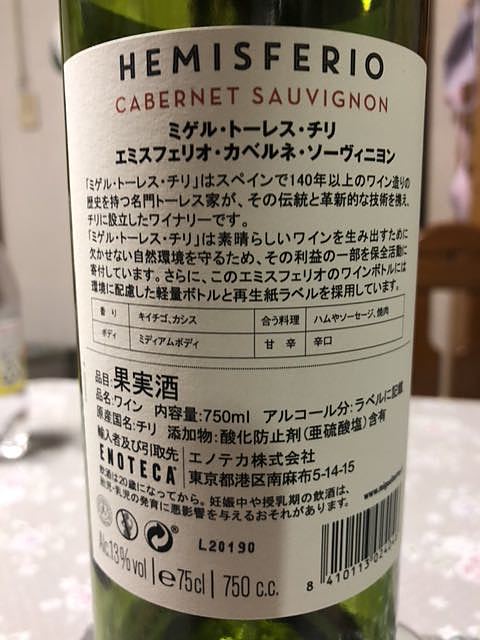 HEMISFERIO
CABERNET SAUVIGNON
ミゲル・トーレス・チリ
エミスフェリオ・カベルネ・ソーヴィニヨン
「ミゲル・トーレス・チリ」はスペインで140年以上のワイン造りの
歴史を持つ名門トーレス家が、その伝統と革新的な技術を携え、
チリに設立したワイナリーです。
「ミゲル・トーレス・チリ」は素晴らしいワインを生み出すために
欠かせない自然環境を守るため、その利益の一部を保全活動に
寄付しています。さらに、このエミスフェリオのワインボトルには
環境に配慮した軽量ボトルと再生紙ラベルを採用しています。
香り キイチゴ、カシス 合う料理 ハムやソーセージ、焼肉
ボディ ミディアムボディ 甘辛 辛口
品目:果実酒
品名:ワイン 内容量:750ml アルコール分:ラベルに記載
原産国名:チリ 添加物:酸化防止剤(亜硫酸塩)含有
輸入者及び引取先 エノテカ株式会社
ENOTECA 東京都港区南麻布5-14-15
飲酒は20歳になってから。妊娠中や授乳期の飲酒は、
胎児・乳児の発育に悪影響を与えるおそれがあります。
L20190
Alc.13%vol | e75cl | 750 c.c.
8 410113 024